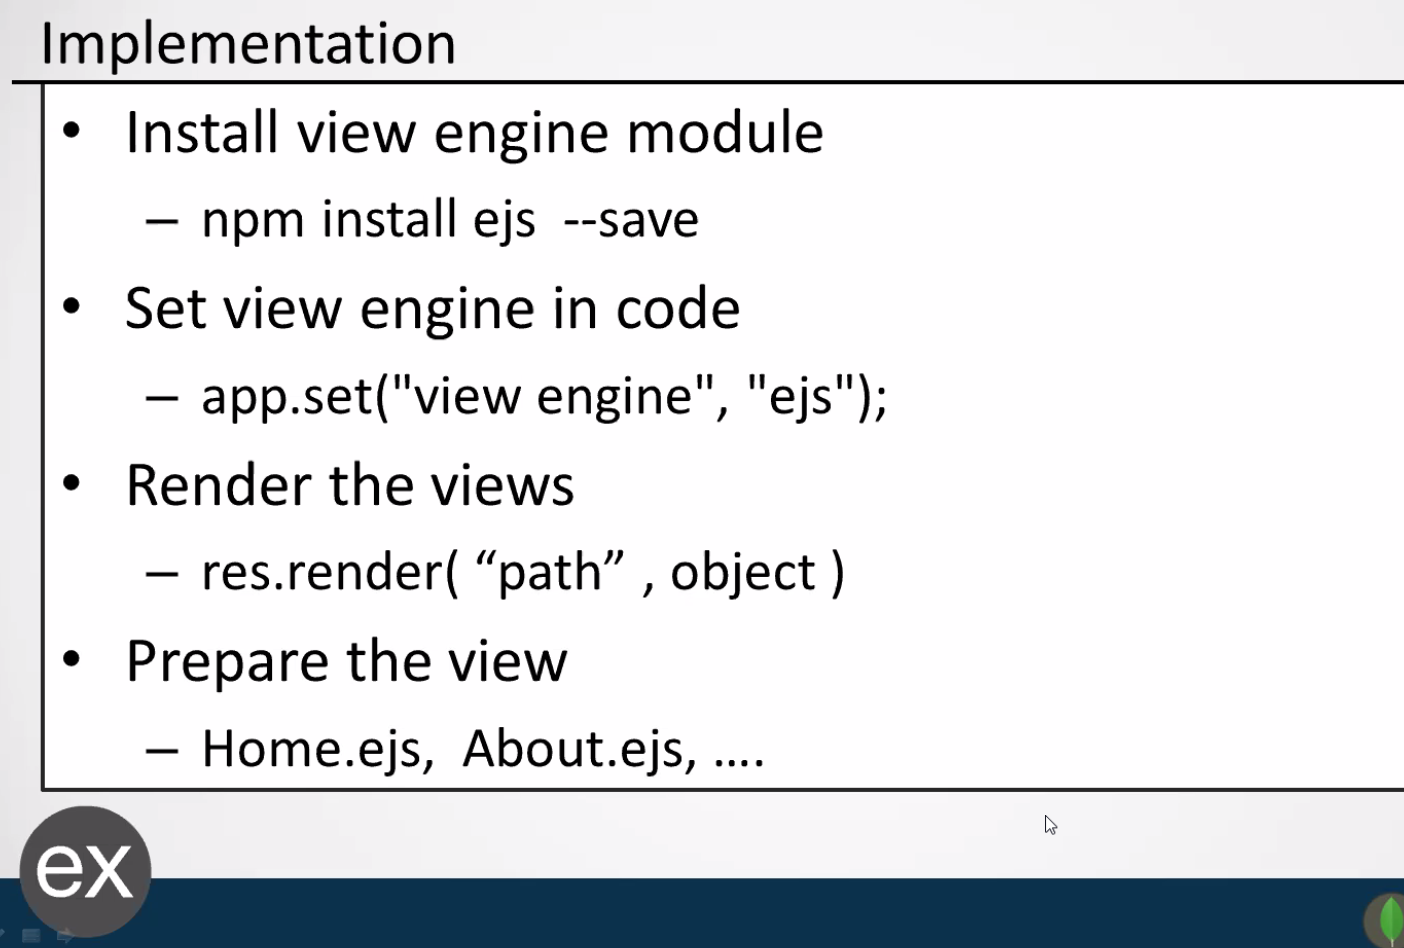 Implementation
• Install view engine module
– npm install ejs  --save
• Set view engine in code
– app.set("view engine", "ejs");
• Render the views
– res.render( “path” , object )
• Prepare the view
– Home.ejs,  About.ejs, ....
ex